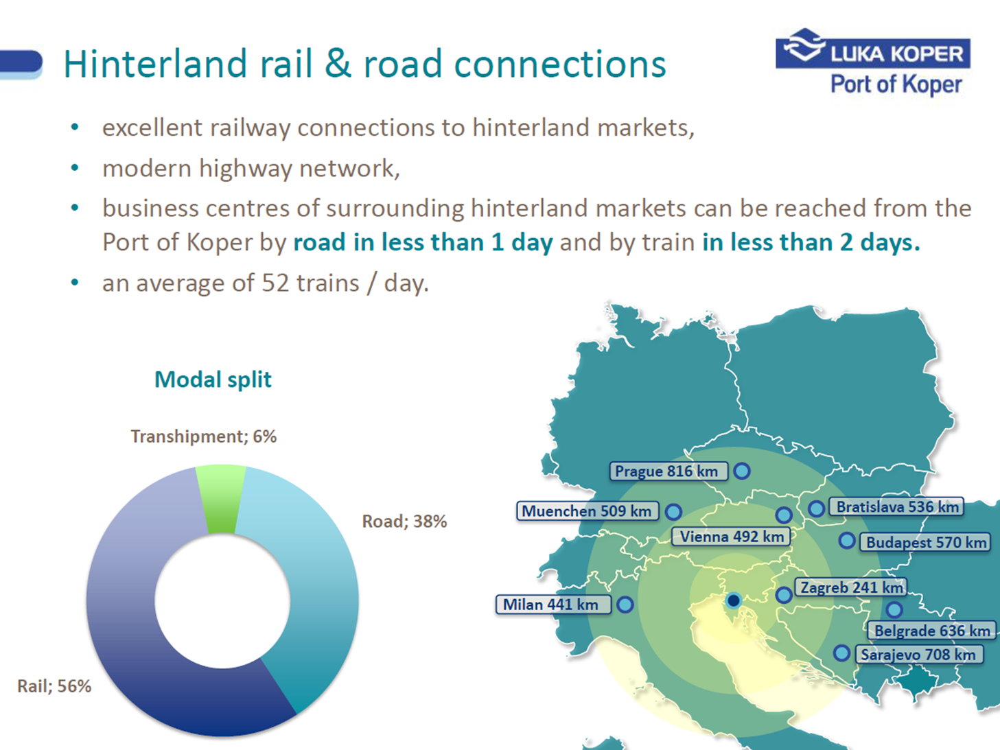 Hinterland rail & road connections
LUKA KOPER
Port of Koper
• excellent railway connections to hinterland markets,
• modern highway network,
• business centres of surrounding hinterland markets can be reached from the
Port of Koper by road in less than 1 day and by train in less than 2 days.
• an average of 52 trains / day.
Modal split
Transhipment; 6%
Road; 38%
Rail; 56%
Prague 816 km
Muenchen 509 km
Bratislava 536 km
Vienna 492 km
Budapest 570 km
Zagreb 241 km
Milan 441 km
Belgrade 636 km
Sarajevo 708 km